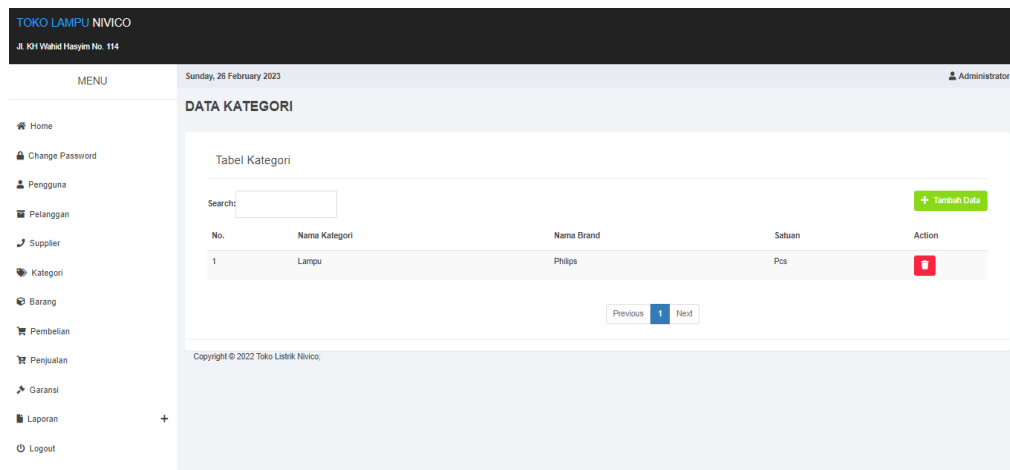 TOKO LAMPU NIVICO
Jl. KH Wahid Hasyim No. 114
MENU
Home
Change Password
Pengguna
Pelanggan
Supplier
Kategori
Barang
Pembelian
Penjualan
Garansi
Laporan
Logout
Sunday, 26 February 2023 Administrator
DATA KATEGORI
Tabel Kategori
Search: + Tambah Data
No. Nama Kategori Nama Brand Satuan Action
1 Lampu Philips Pcs
Previous 1 Next
Copyright © 2022 Toko Listrik Nivico;